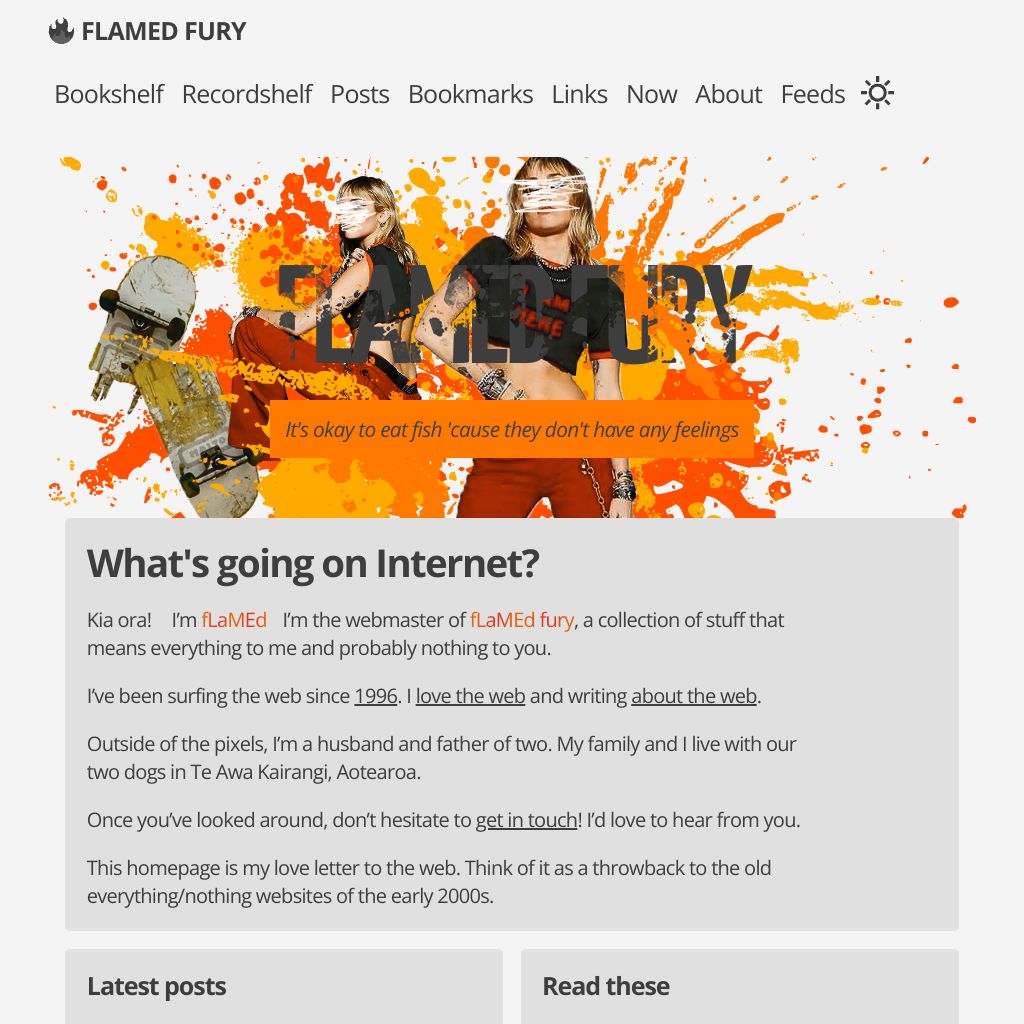 FLAMED FURY
Bookshelf Recordshelf Posts Bookmarks Links Now About Feeds
FLAMED FURY
It's okay to eat fish 'cause they don't have any feelings
What's going on Internet?
Kia ora! I’m fLaMEd I’m the webmaster of fLaMEd fury, a collection of stuff that
means everything to me and probably nothing to you.
I’ve been surfing the web since 1996. I love the web and writing about the web.
Outside of the pixels, I’m a husband and father of two. My family and I live with our
two dogs in Te Awa Kairangi, Aotearoa.
Once you’ve looked around, don’t hesitate to get in touch! I’d love to hear from you.
This homepage is my love letter to the web. Think of it as a throwback to the old
everything/nothing websites of the early 2000s.
Latest posts
Read these